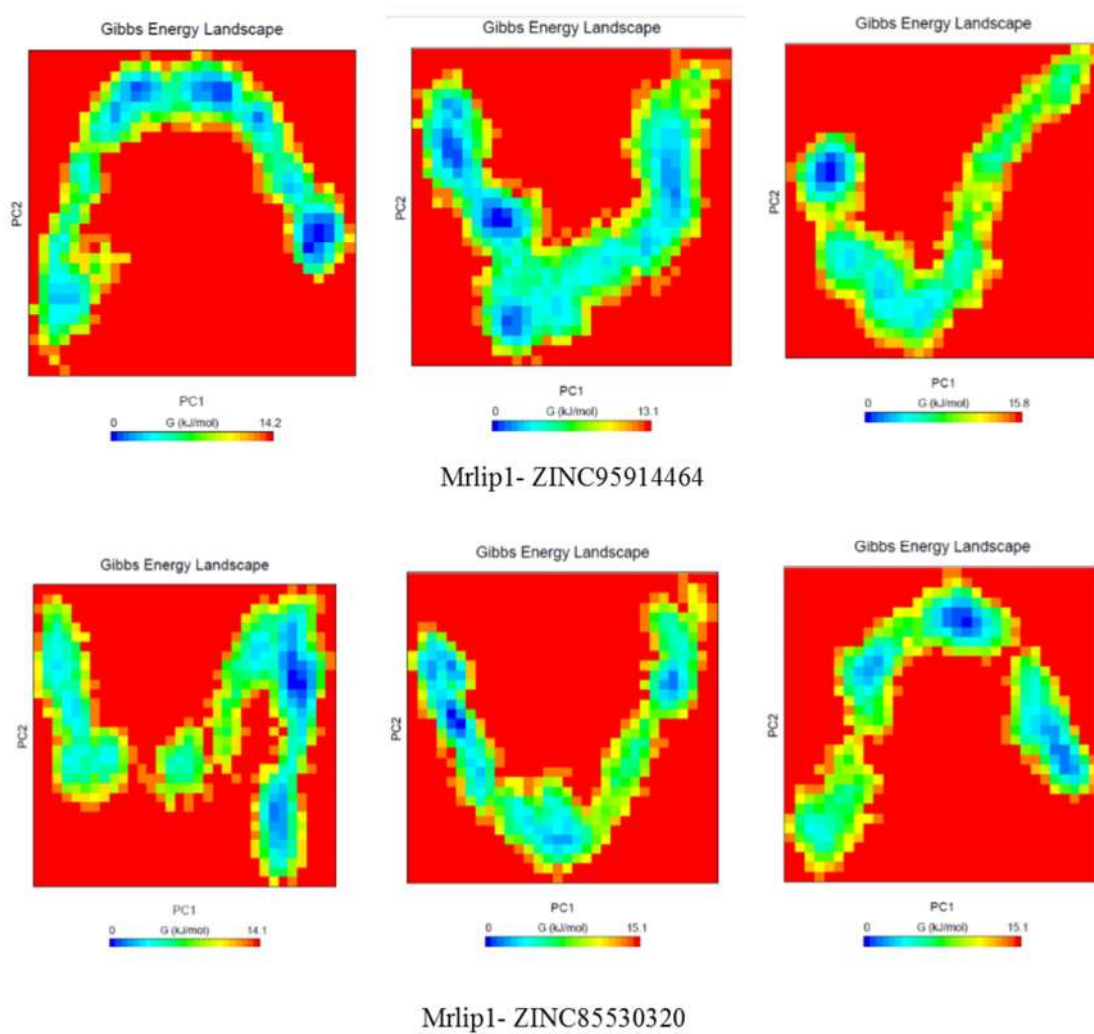 Gibbs Energy Landscape
PC2
PC1
G (kJ/mol)
0
14.2
Gibbs Energy Landscape
PC2
PC1
G (kJ/mol)
0
13.1
Gibbs Energy Landscape
PC2
PC1
G (kJ/mol)
0
15.8
Mrlip1- ZINC95914464
Gibbs Energy Landscape
PC2
PC1
G (kJ/mol)
0
14.1
Gibbs Energy Landscape
PC2
PC1
G (kJ/mol)
0
15.1
Gibbs Energy Landscape
PC2
PC1
G (kJ/mol)
0
15.1
Mrlip1- ZINC85530320